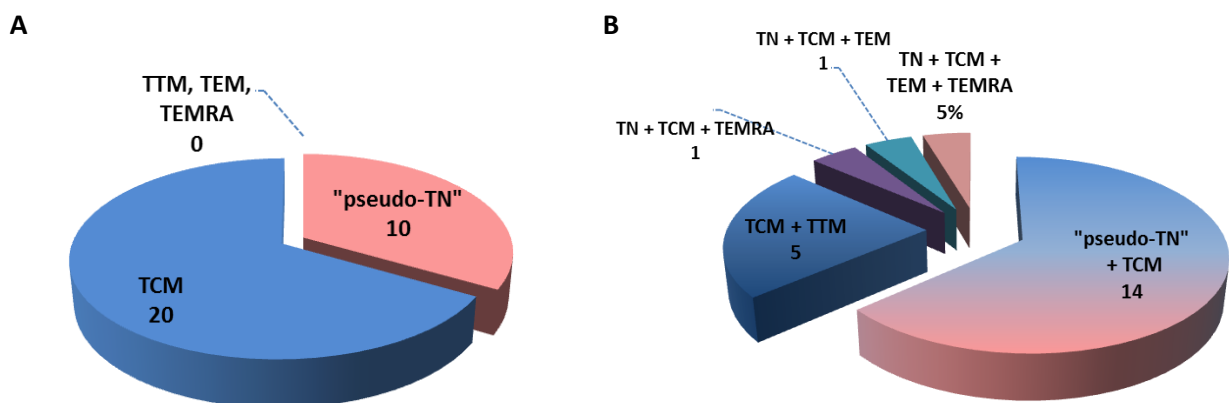 A
TTM, TEM,
TEMRA
0
"pseudo-TN"
10
TCM
20
B
TN + TCM + TEM
1
TN + TCM +
TEM + TEMRA
5%
TN + TCM + TEMRA
1
TCM + TTM
5
"pseudo-TN"
+ TCM
14